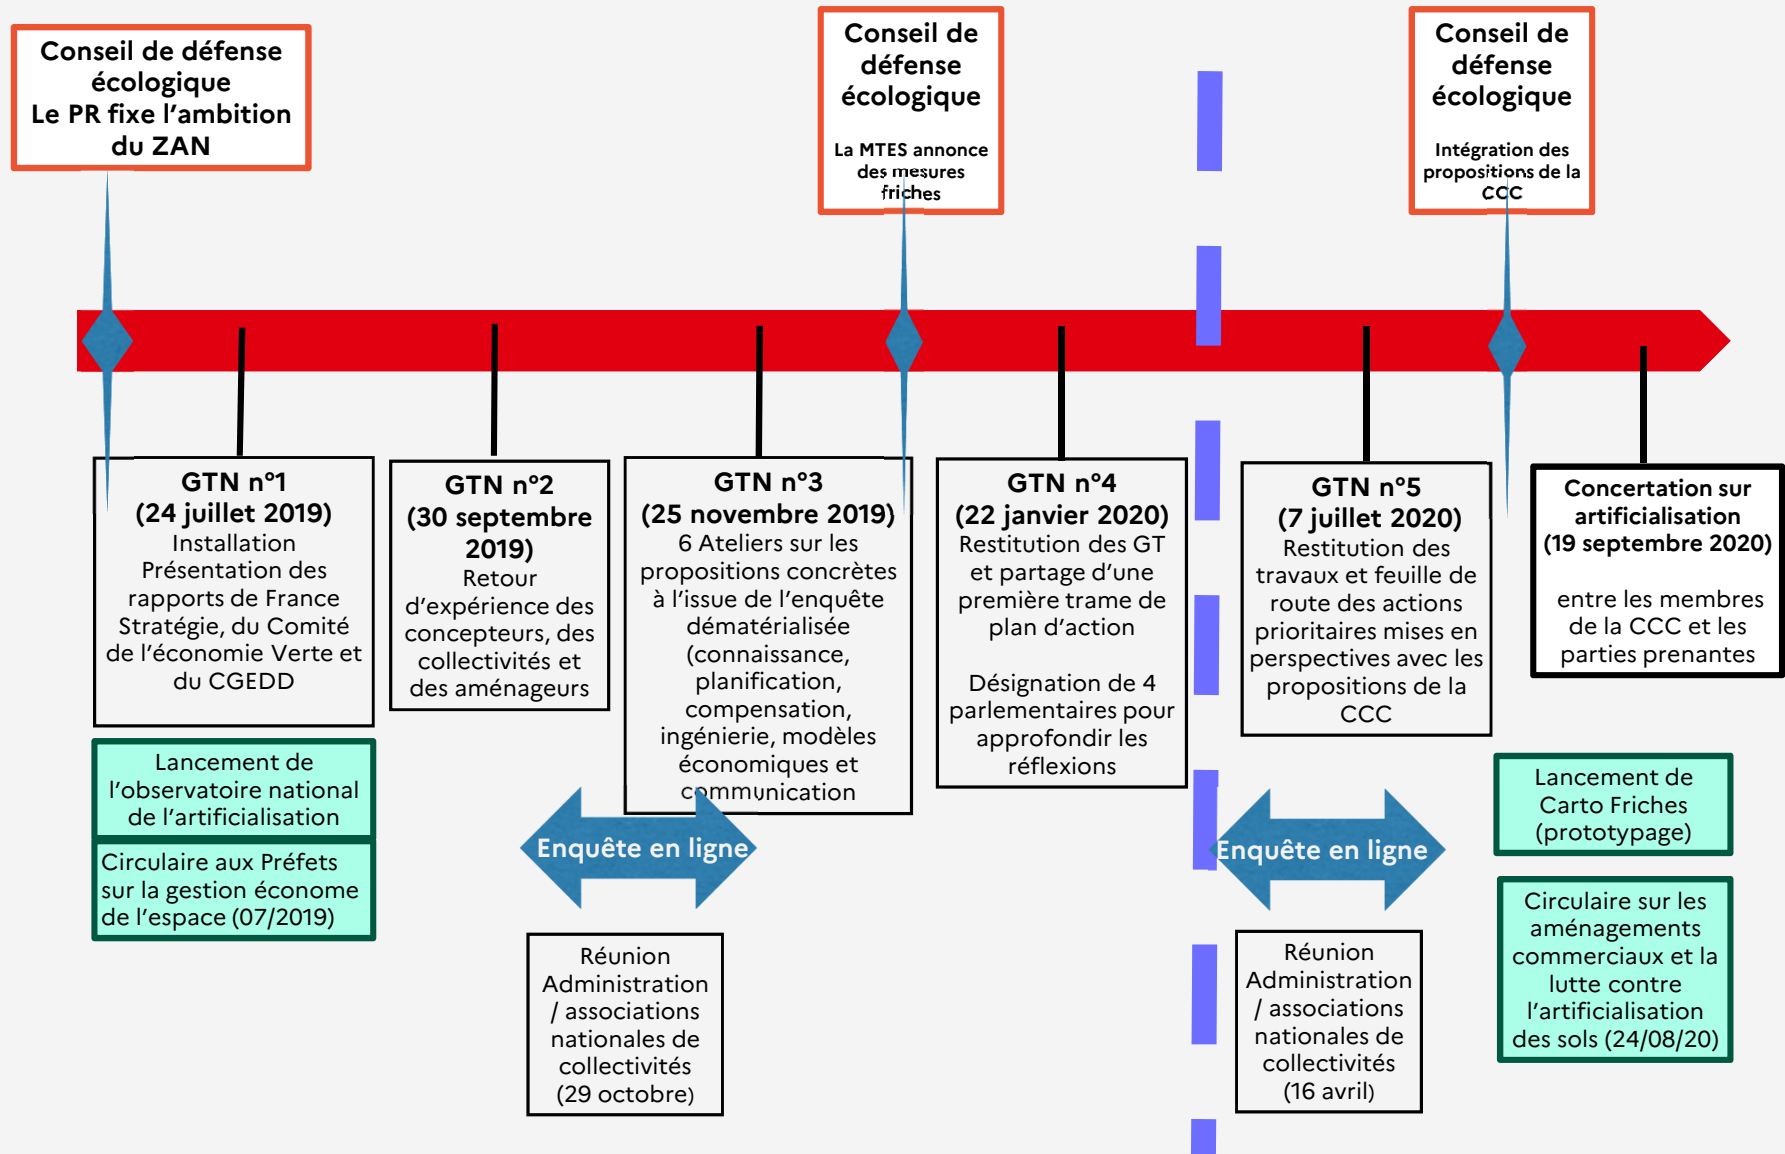 Conseil de défense
écologique
Le PR fixe l'ambition
du ZAN
Conseil de
défense
écologique
La MTES annonce
des mesures
friches
Conseil de
défense
écologique
Intégration des
propositions de la
CCC
GTN n°1
(24 juillet 2019)
Installation
Présentation des
rapports de France
Stratégie, du Comité
de l'économie Verte et
du CGEDD
GTN n°2
(30 septembre
2019)
Retour
d'expérience des
concepteurs, des
collectivités et
des aménageurs
GTN n°3
(25 novembre 2019)
6 Ateliers sur les
propositions concrètes
à l'issue de l'enquête
dématérialisée
(connaissance,
planification,
compensation,
ingénierie, modèles
économiques et
communication
GTN n°4
(22 janvier 2020)
Restitution des GT
et partage d'une
première trame de
plan d'action
Désignation de 4
parlementaires pour
approfondir les
réflexions
GTN n°5
(7 juillet 2020)
Restitution des
travaux et feuille de
route des actions
prioritaires mises en
perspectives avec les
propositions de la
CCC
Concertation sur
artificialisation
(19 septembre 2020)
entre les membres
de la CCC et les
parties prenantes
Lancement de
l'observatoire national
de l'artificialisation
Circulaire aux Préfets
sur la gestion économe
de l'espace (07/2019)
Enquête en ligne
Réunion
Administration
/ associations
nationales de
collectivités
(29 octobre)
Enquête en ligne
Réunion
Administration
/ associations
nationales de
collectivités
(16 avril)
Lancement de
Carto Friches
(prototypage)
Circulaire sur les
aménagements
commerciaux et la
lutte contre
l'artificialisation
des sols (24/08/20)